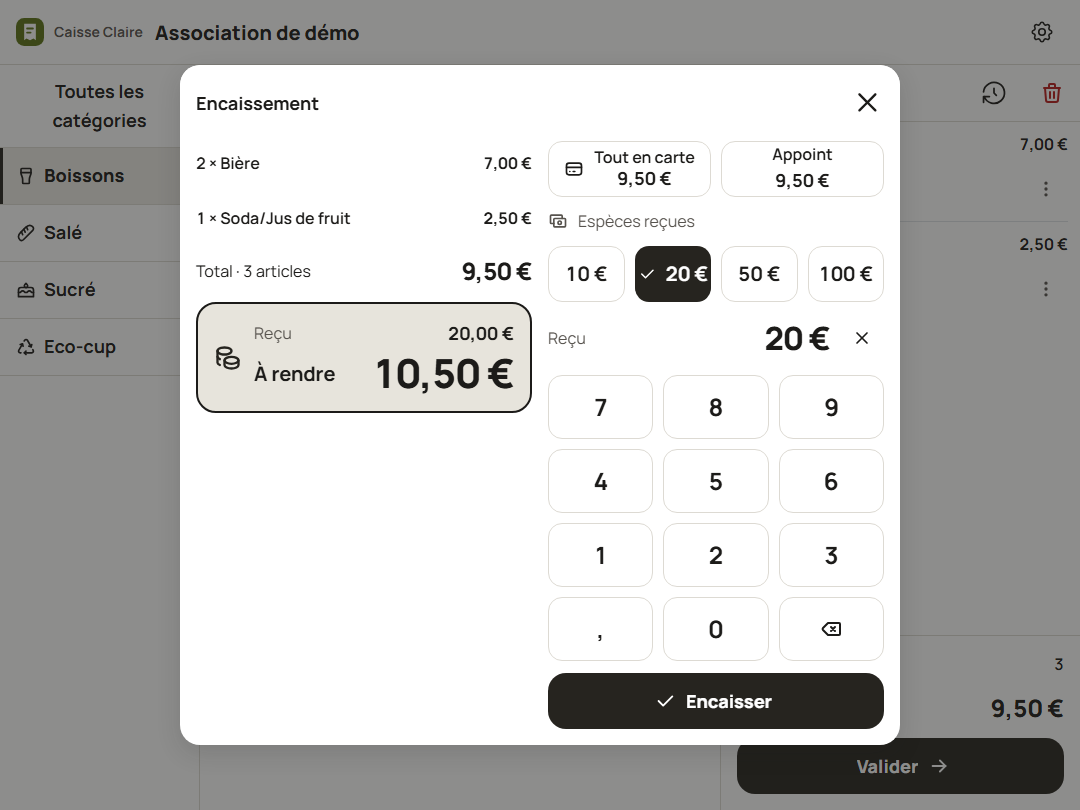 Caisse Claire
Association de démo
Toutes les
catégories
Boissons
Salé
Sucré
Eco-cup
Encaissement
2 × Bière 7,00 €
1 × Soda/Jus de fruit 2,50 €
Total · 3 articles 9,50 €
Reçu 20,00 €
À rendre 10,50 €
Tout en carte
9,50 €
Appoint
9,50 €
Espèces reçues
10 € 20 € 50 € 100 €
Reçu 20 €
7 8 9
4 5 6
1 2 3
, 0
Encaisser
7,00 €
2,50 €
3
9,50 €
Valider